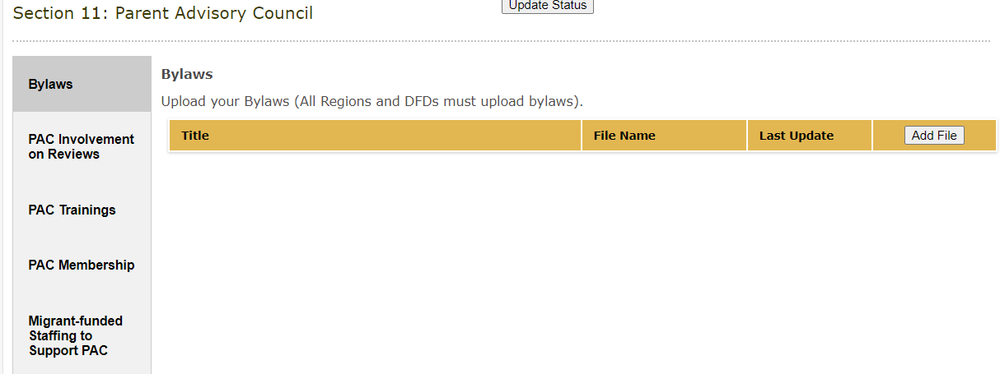 Section 11: Parent Advisory Council
Update Status
Bylaws
PAC Involvement
on Reviews
PAC Trainings
PAC Membership
Migrant-funded
Staffing to
Support PAC
Bylaws
Upload your Bylaws (All Regions and DFDs must upload bylaws).
Title File Name Last Update Add File